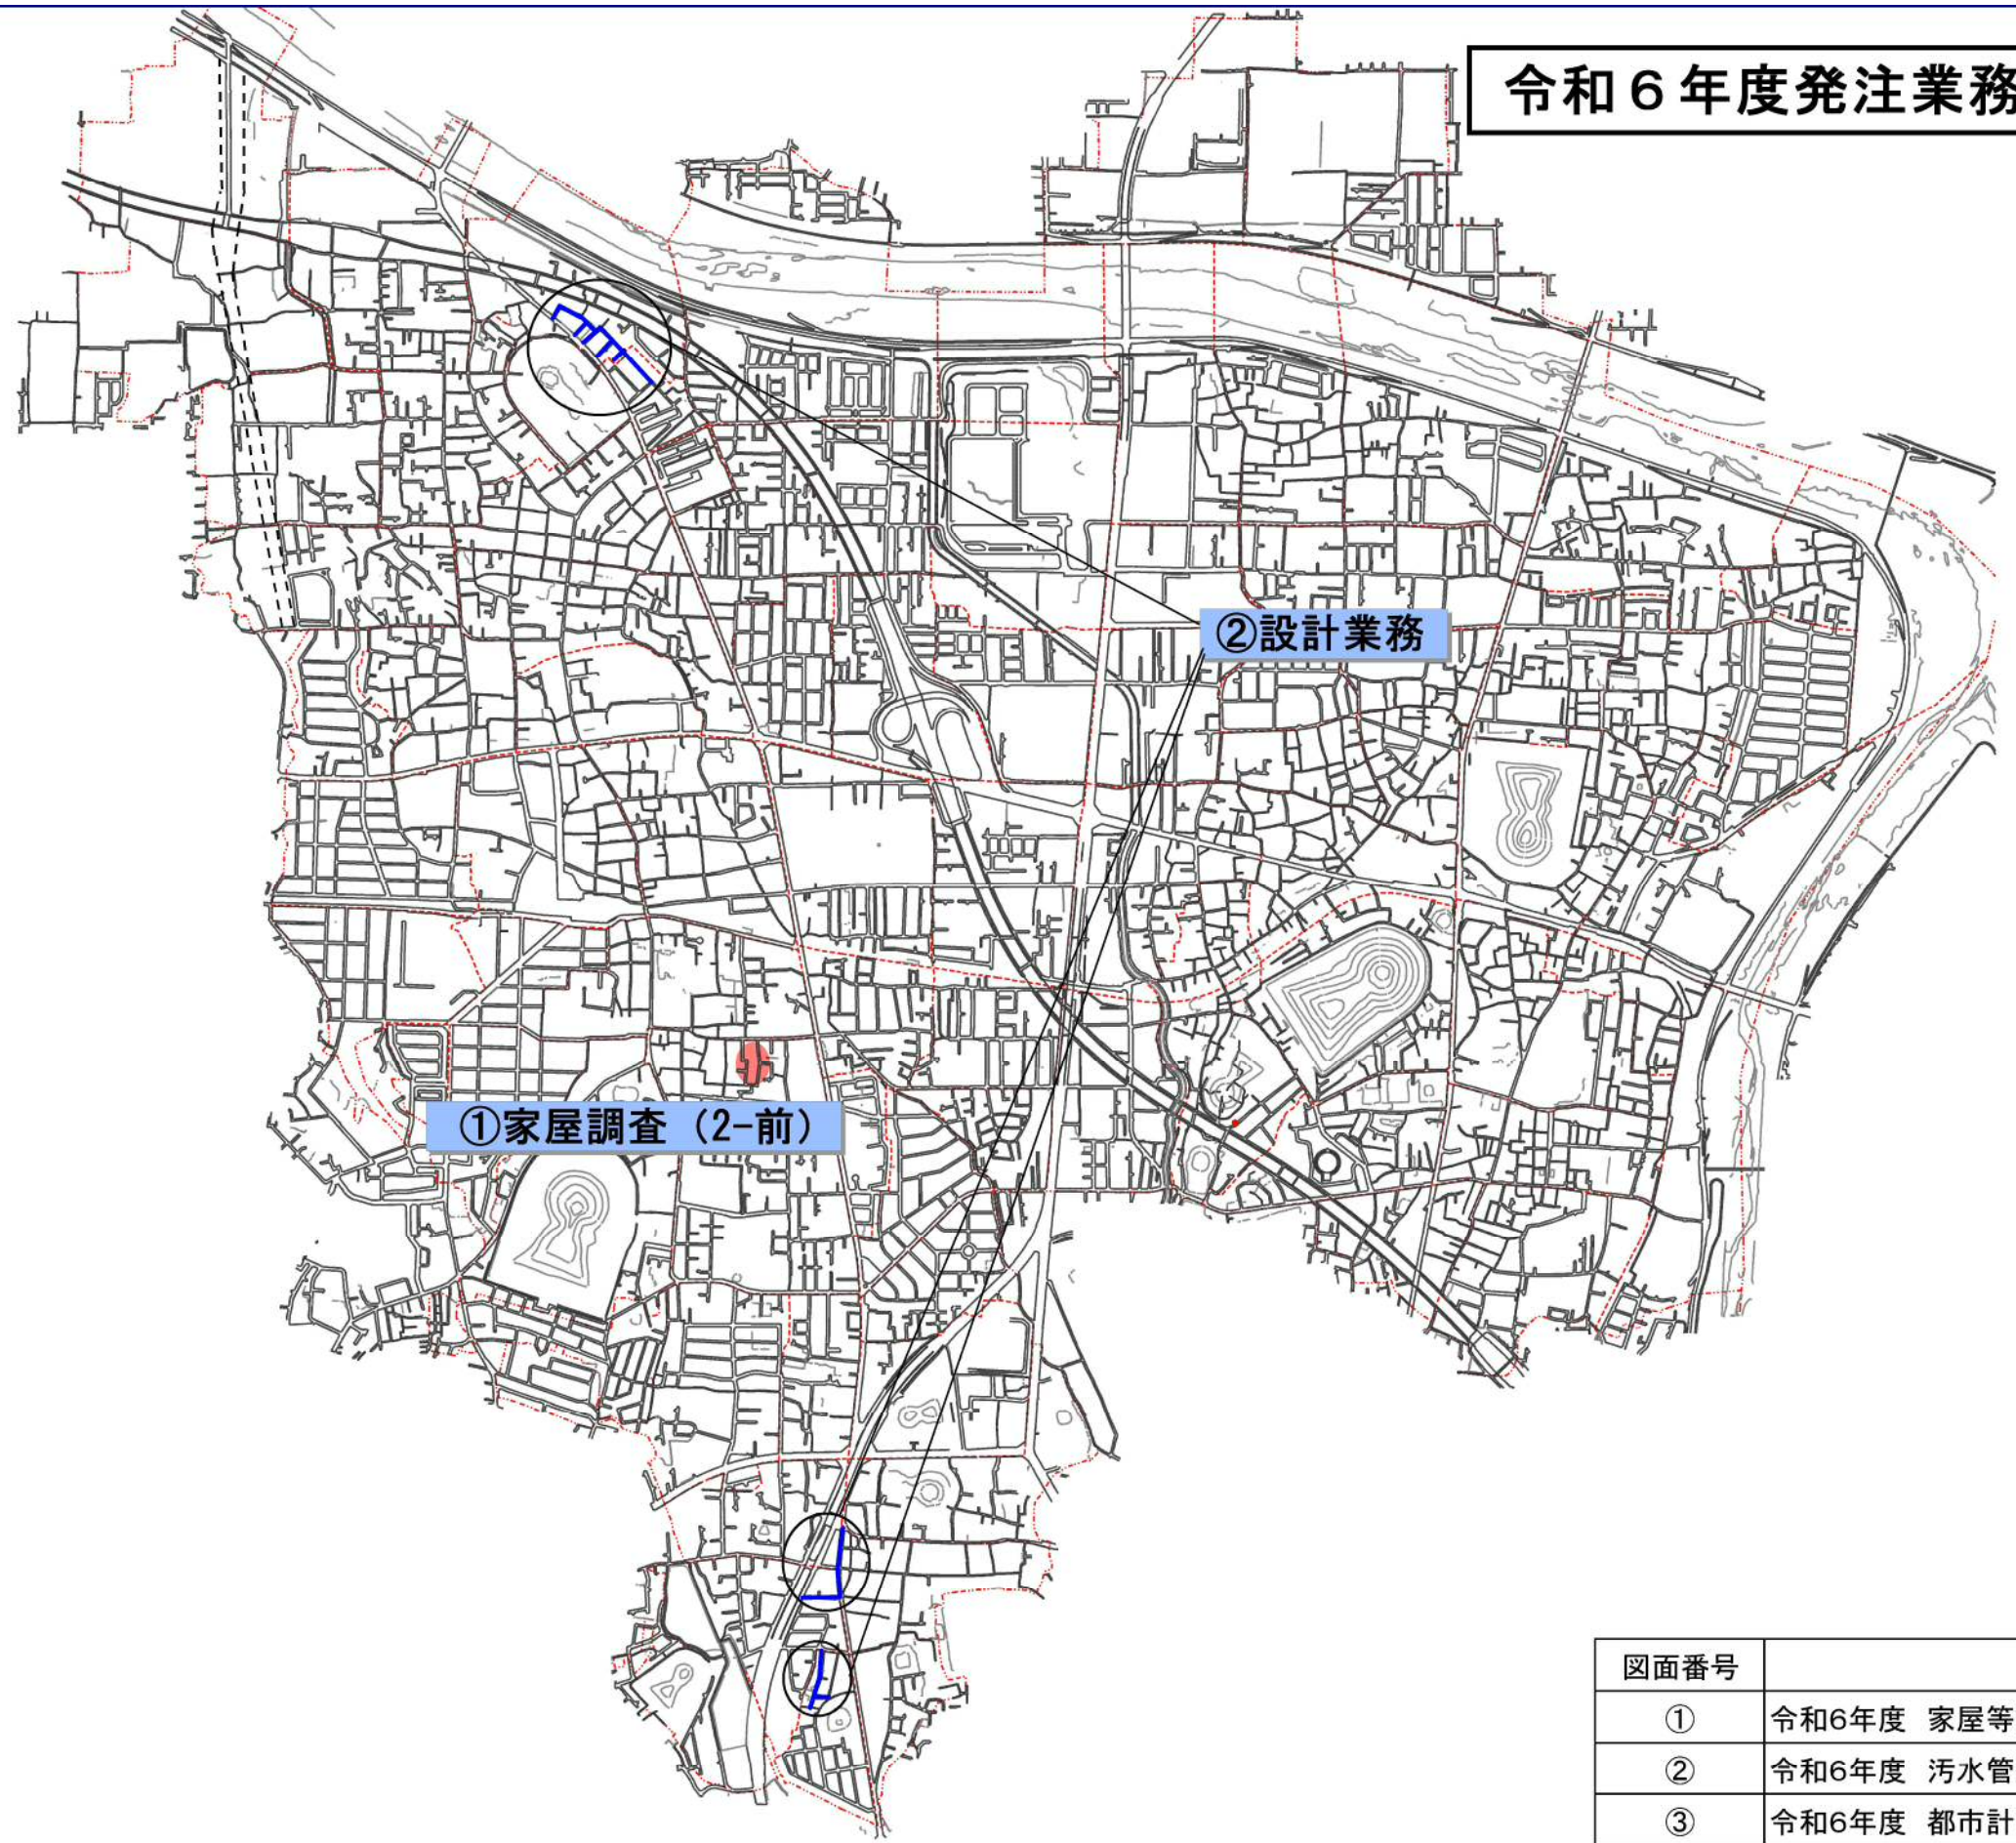 令和６年度発注業務
②設計業務
①家屋調査（2-前）
図面番号
① 令和6年度 家屋等
② 令和6年度 汚水管
③ 令和6年度 都市計